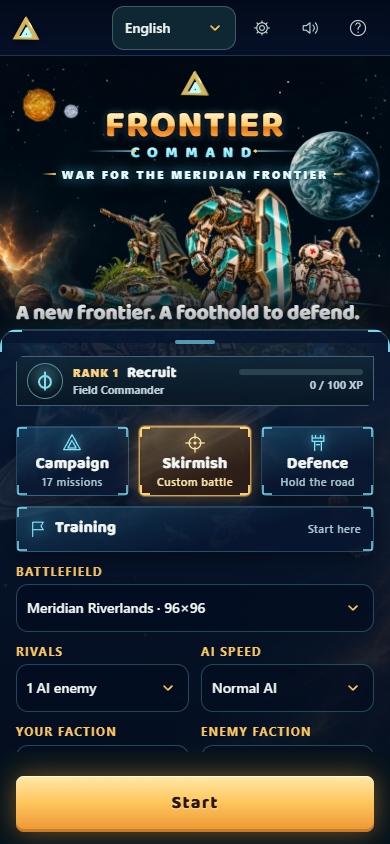 English
FRONTIER
COMMAND
WAR FOR THE MERIDIAN FRONTIER
A new frontier. A foothold to defend.
RANK 1 Recruit
Field Commander
0 / 100 XP
Campaign
17 missions
Skirmish
Custom battle
Defence
Hold the road
Training
Start here
BATTLEFIELD
Meridian Riverlands · 96×96
RIVALS
AI SPEED
1 AI enemy
Normal AI
YOUR FACTION
ENEMY FACTION
Start